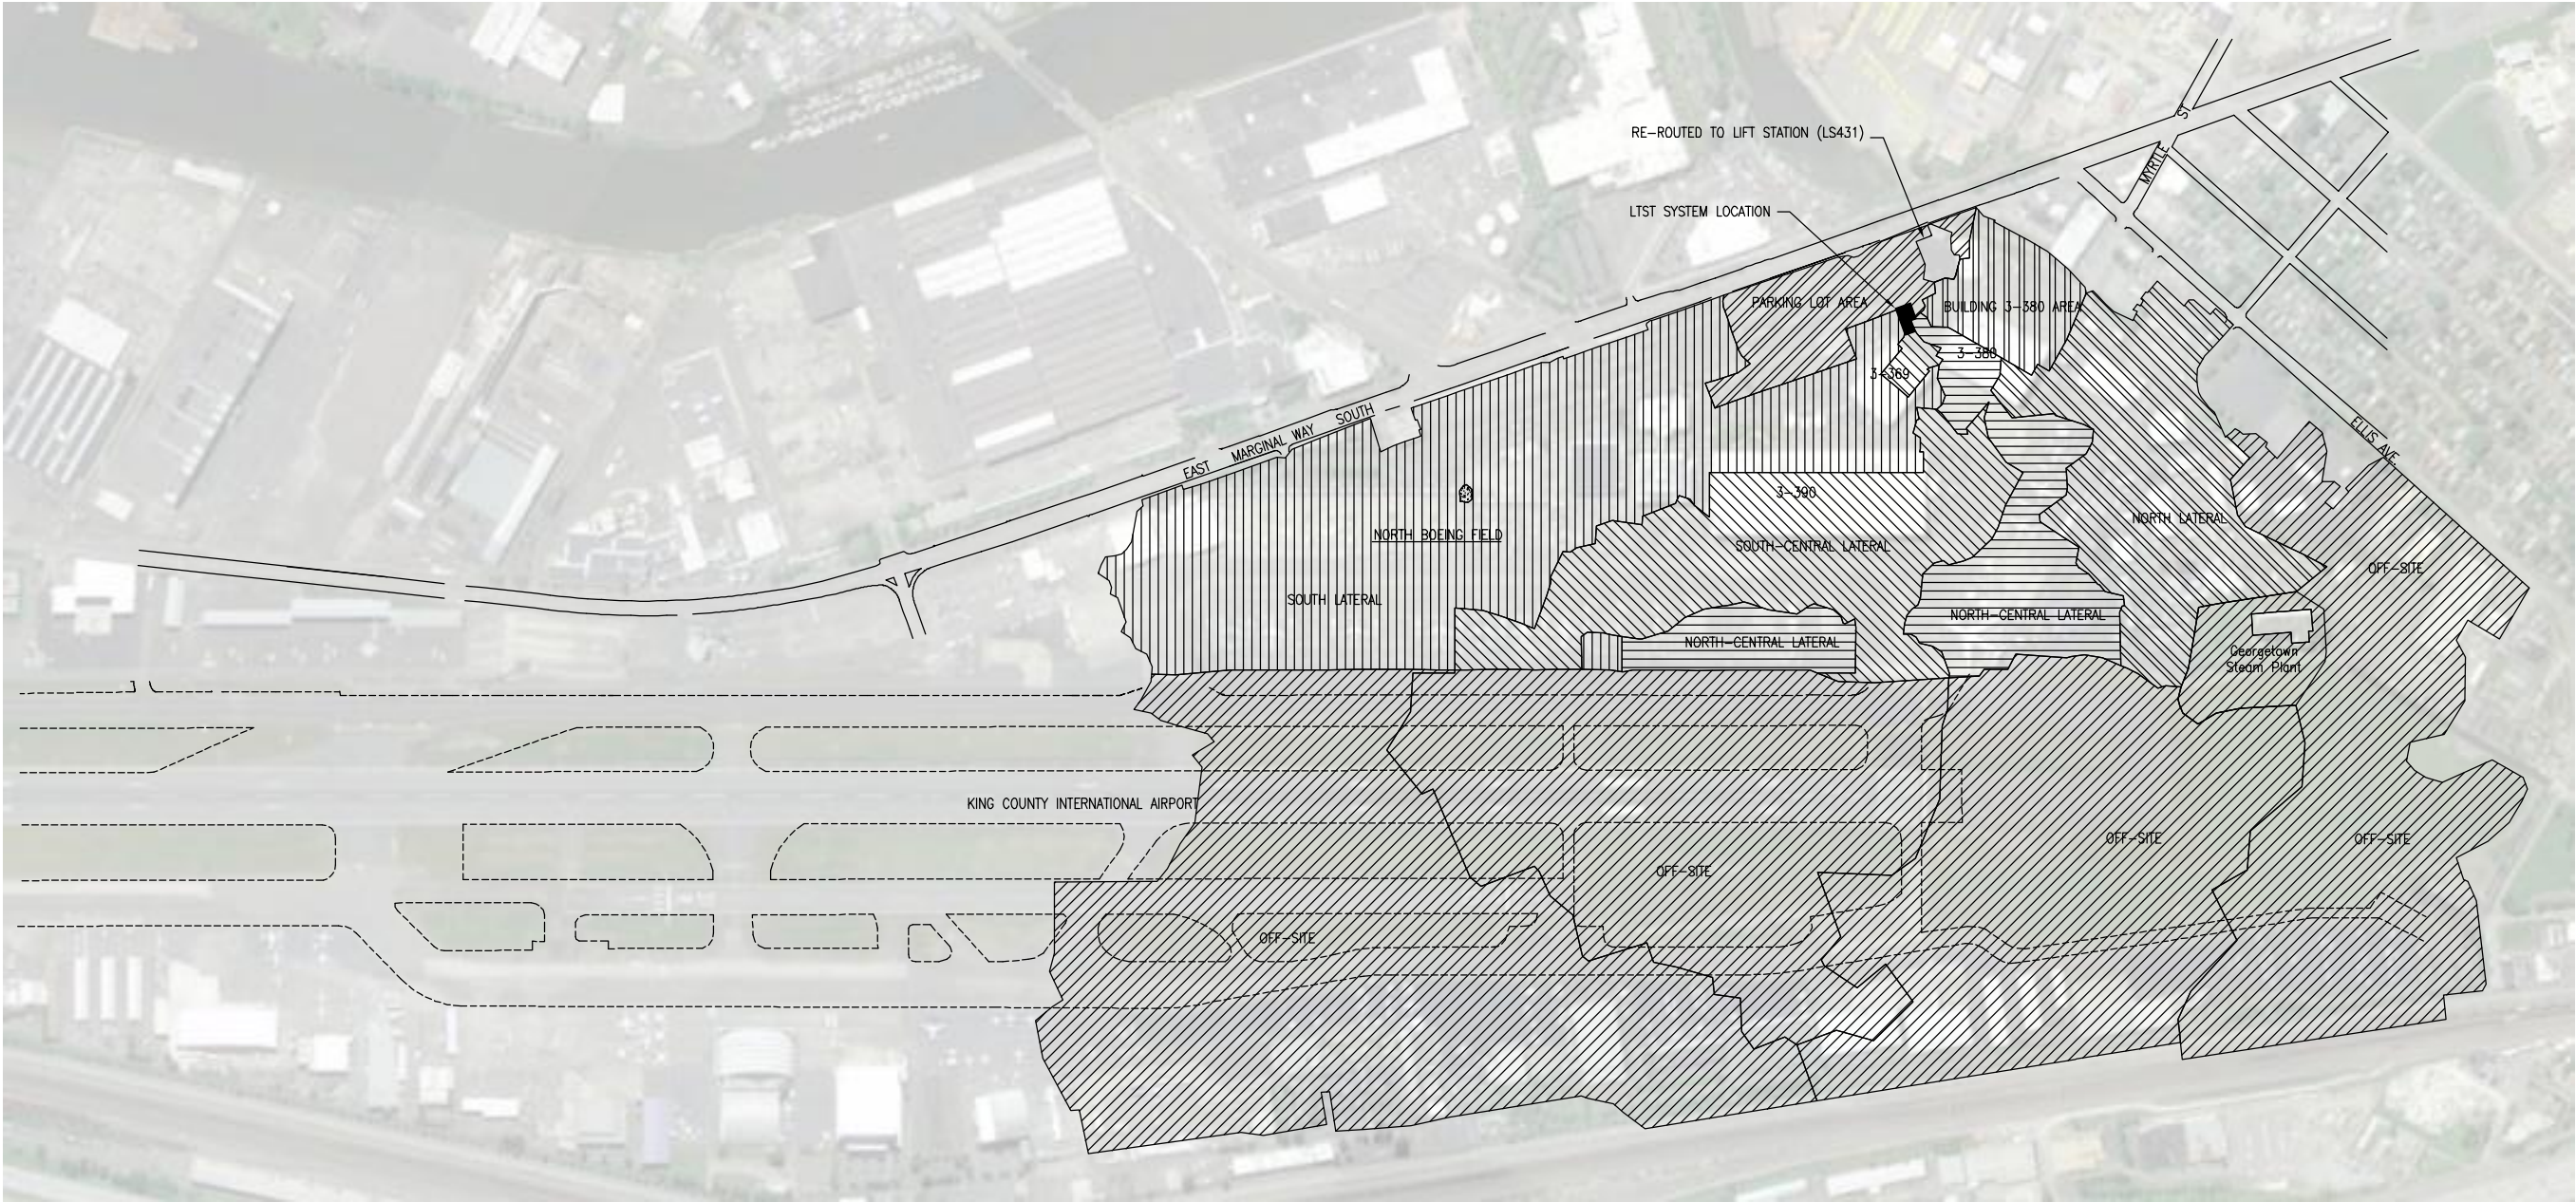 RE-ROUTED TO LIFT STATION (LS431)
LTST SYSTEM LOCATION
MYRTLE ST
PARKING LOT AREA
BUILDING 3-380 AREA
3-380
3-369
EAST MARGINAL WAY SOUTH
ELLIS AVE.
3-390
NORTH BOEING FIELD
SOUTH-CENTRAL LATERAL
NORTH LATERAL
OFF-SITE
SOUTH LATERAL
NORTH-CENTRAL LATERAL
NORTH-CENTRAL LATERAL
Georgetown
Steam Plant
KING COUNTY INTERNATIONAL AIRPORT
OFF-SITE
OFF-SITE
OFF-SITE
OFF-SITE